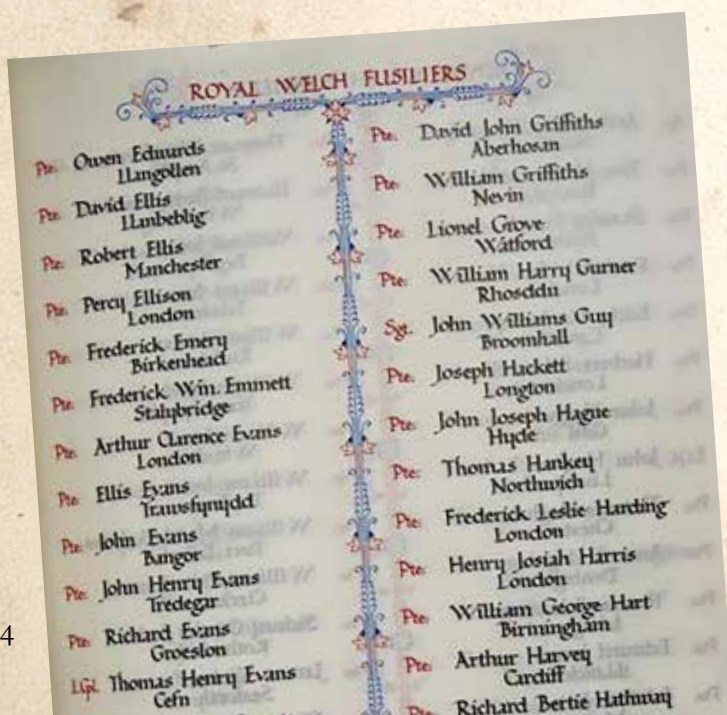 ROYAL WELCH FUSILIERS
Pte. Owen Edwards
Llangollen
Pte. David Ellis
Llanbeblig
Pte. Robert Ellis
Manchester
Pte. Percy Ellison
London
Pte. Frederick Emery
Birkenhead
Pte. Frederick Wm. Emmett
Stalybridge
Pte. Arthur Clarence Evans
London
Pte. Ellis Evans
Trawsfynydd
Pte. John Evans
Bangor
Pte. John Henry Evans
Tredegar
Pte. Richard Evans
Groeslon
L.Cpl. Thomas Henry Evans
Cefn
Pte. David John Griffiths
Aberhosan
Pte. William Griffiths
Nevin
Pte. Lionel Grove
Watford
Pte. William Harry Gurner
Rhosddu
Sgt. John Williams Guy
Broomhall
Pte. Joseph Hackett
Longton
Pte. John Joseph Hague
Hyde
Pte. Thomas Hankey
Northwich
Pte. Frederick Leslie Harding
London
Pte. Henry Josiah Harris
London
Pte. William George Hart
Birmingham
Pte. Arthur Harvey
Cardiff
Pte. Richard Bertie Hathway
4